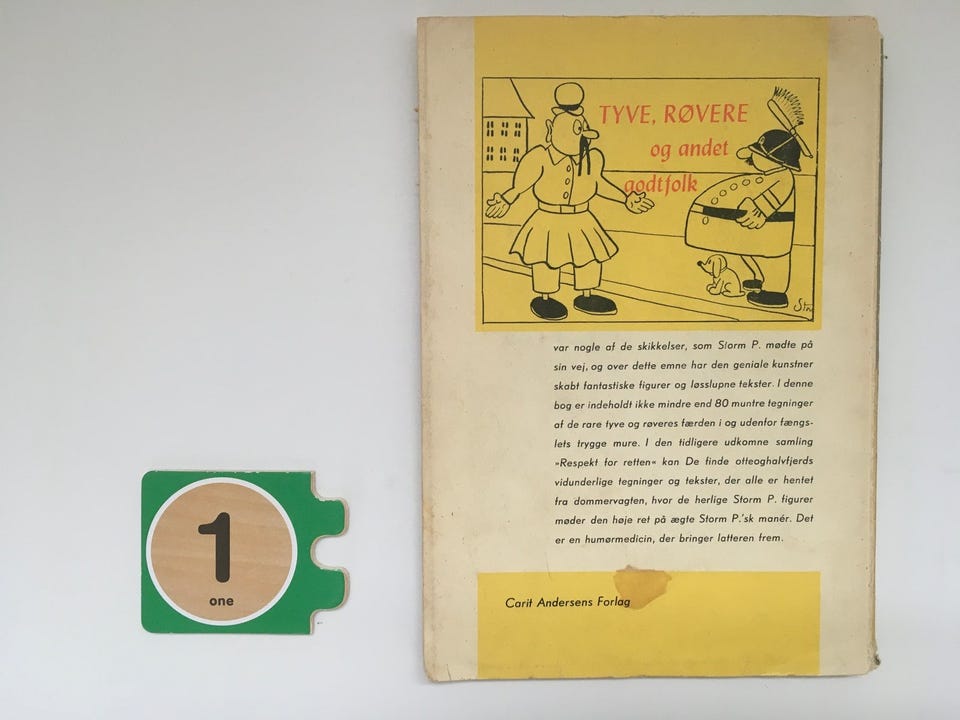 TYVE, RØVERE
og andet
godtfolk
var nogle af de skikkelser, som Storm P. mødte på
sin vej, og over dette emne har den geniale kunstner
skabt fantastiske figurer og løsslupne tekster. I denne
bog er indeholdt ikke mindre end 80 muntre tegninger
af de rare tyve og røveres færden i og udenfor fængs-
lets trygge mure. I den tidligere udkomne samling
»Respekt for retten« kan De finde otteoghalvfjerds
vidunderlige tegninger og tekster, der alle er hentet
fra dommervagten, hvor de herlige Storm P. figurer
møder den høje ret på ægte Storm P.'sk manér. Det
er en humørmedicin, der bringer latteren frem.
Carit Andersens Forlag
1
one